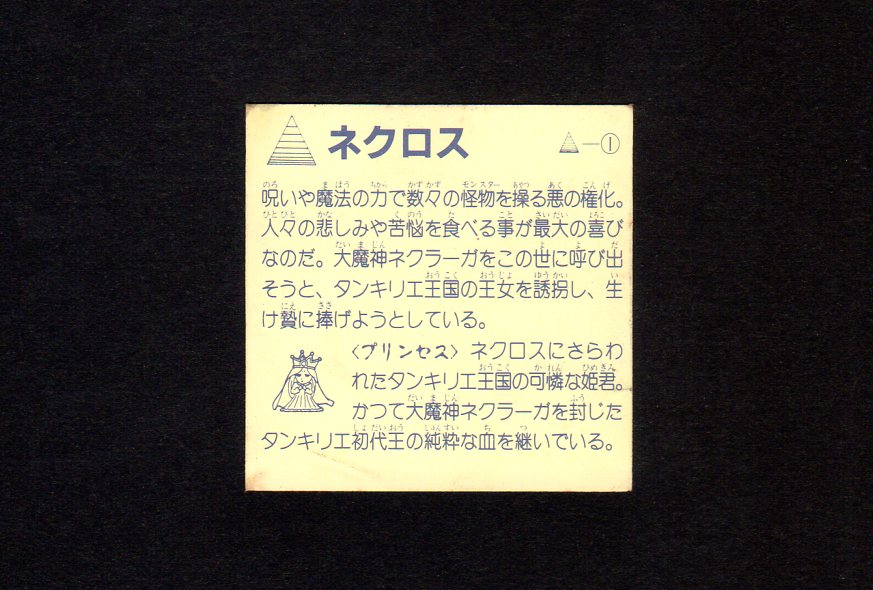 ネクロス
－①
呪いや魔法の力で数々の怪物を操る悪の権化。
人々の悲しみや苦悩を食べる事が最大の喜び
なのだ。大魔神ネクラーガをこの世に呼び出
そうと、タンキリエ王国の王女を誘拐し、生
け贄に捧げようとしている。
〈プリンセス〉ネクロスにさらわ
れたタンキリエ王国の可憐な姫君。
かつて大魔神ネクラーガを封じた
タンキリエ初代王の純粋な血を継いでいる。